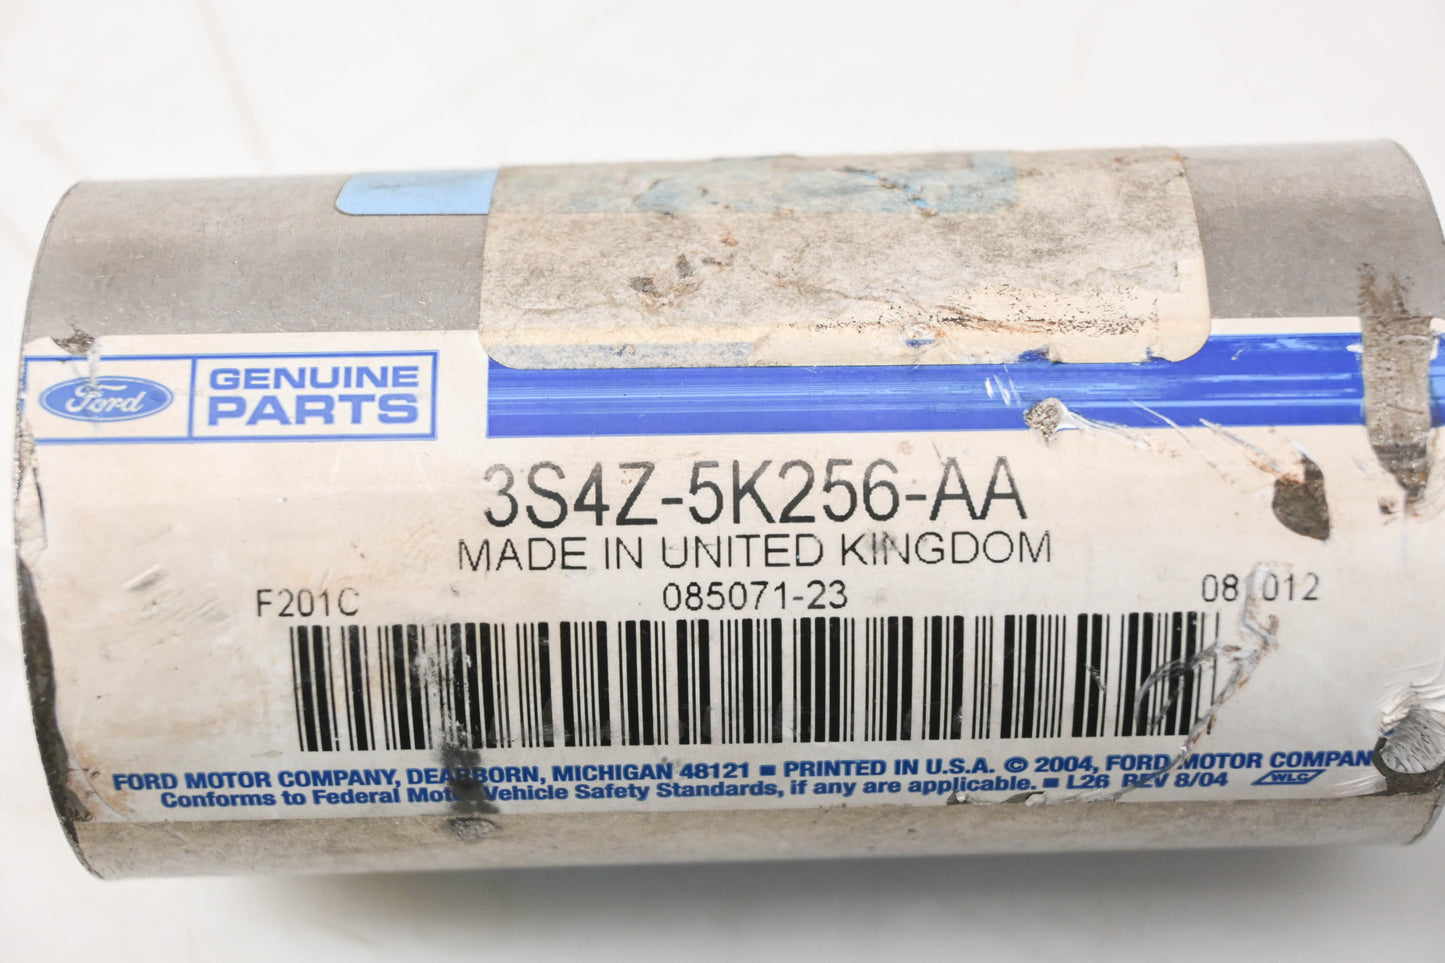 Ford
GENUINE
PARTS
3S4Z-5K256-AA
MADE IN UNITED KINGDOM
F201C 085071-23
FORD MOTOR COMPANY, DEARBORN, MICHIGAN 48121 ■ PRINTED IN U.S.A. © 2004, FORD MOTOR COMPAN
Conforms to Federal Motor Vehicle Safety Standards, if any are applicable. ■ L26 REV 8/04 WLC